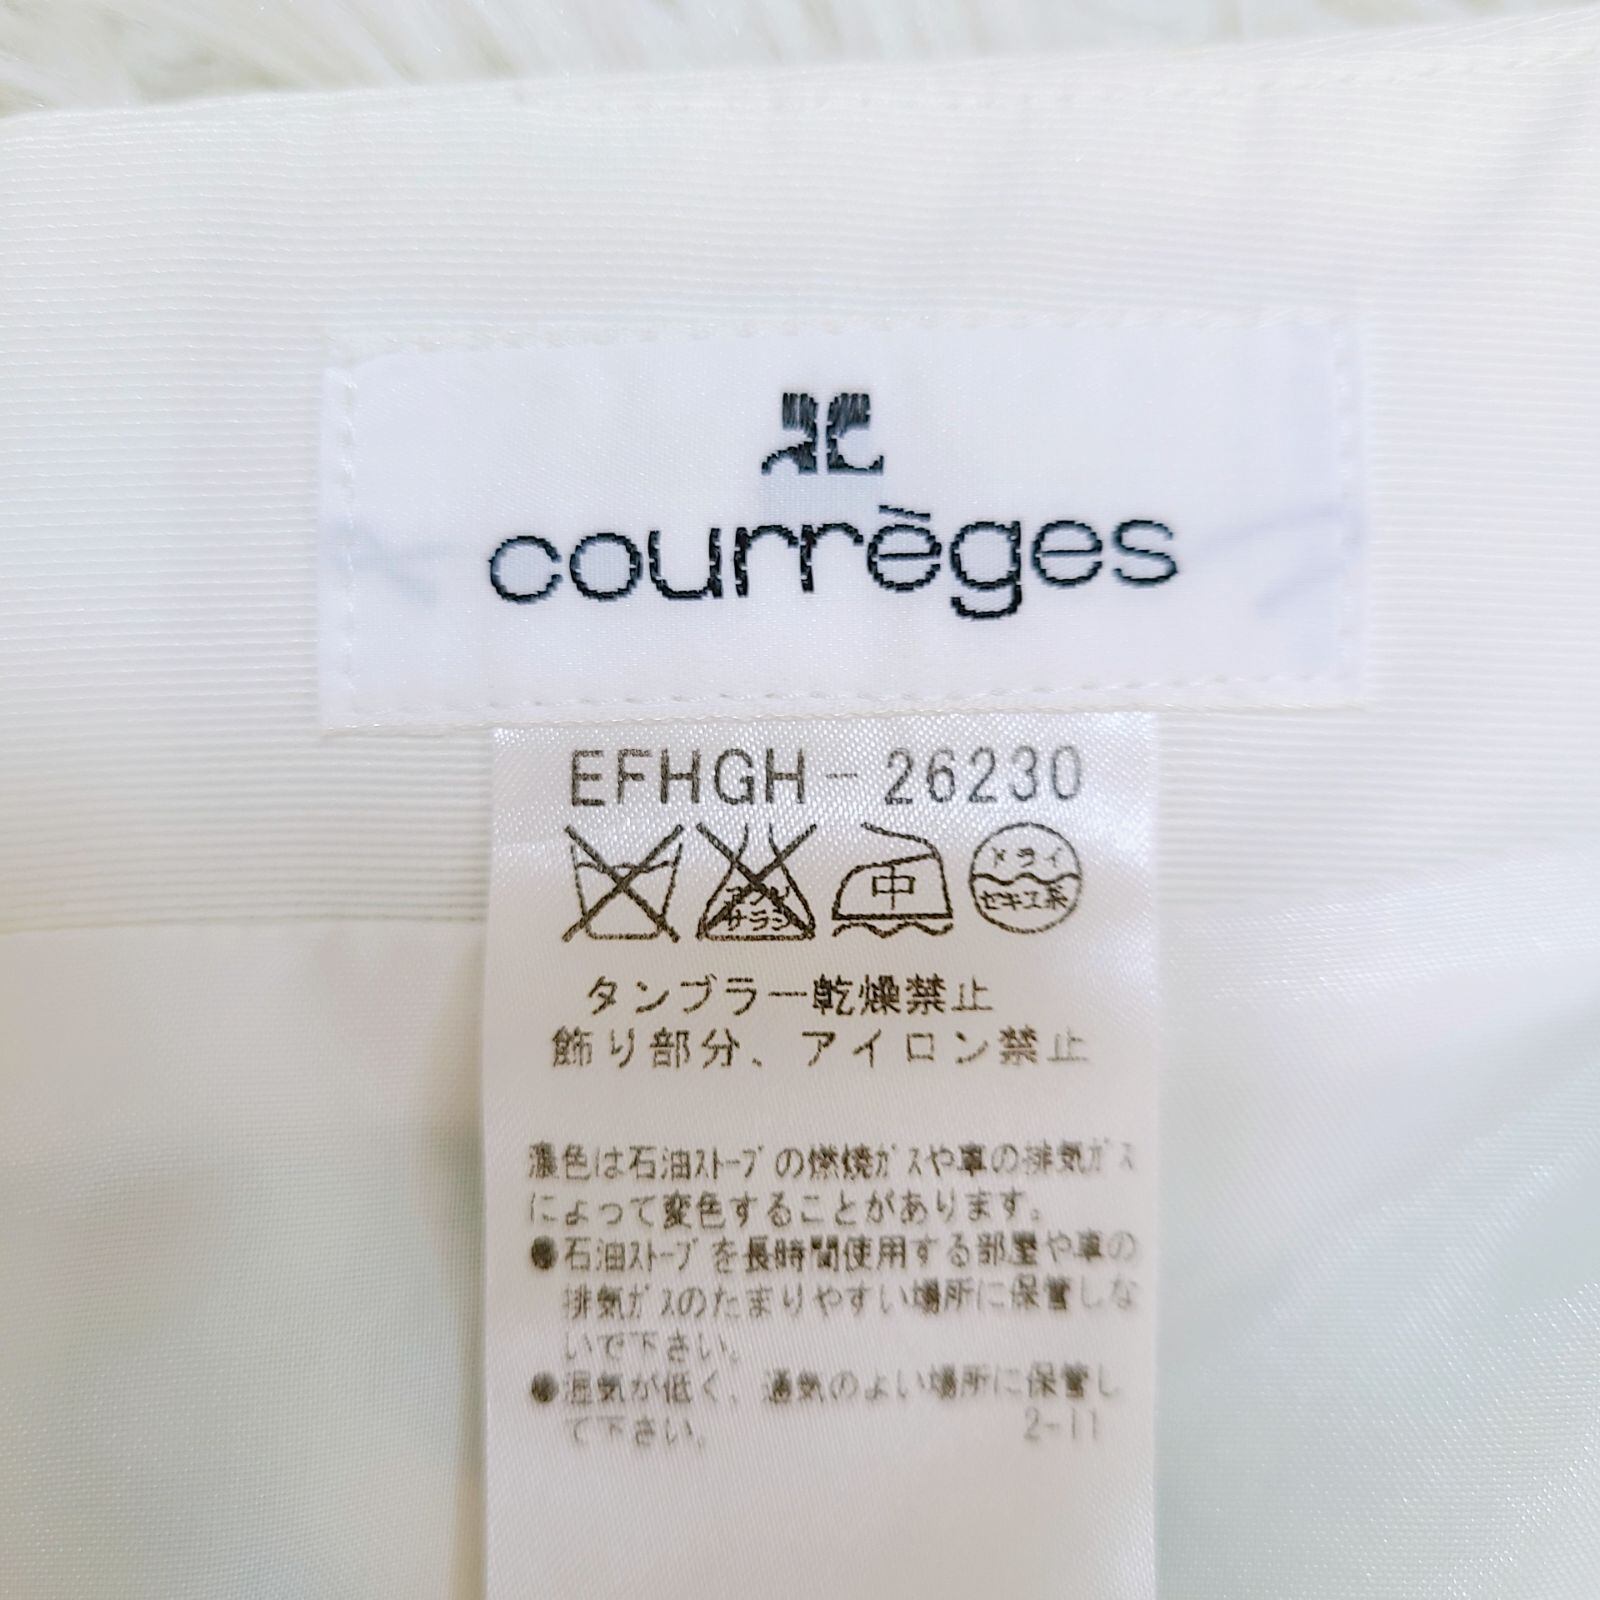 courrèges
EFHGH-26230
エンソ サラシ 中 ドライ セキユ系
タンブラー乾燥禁止
飾り部分、アイロン禁止
濃色は石油ｽﾄｰﾌﾞの燃焼ｶﾞｽや車の排気ｶﾞｽ
によって変色することがあります。
●石油ｽﾄｰﾌﾞを長時間使用する部屋や車の
排気ｶﾞｽのたまりやすい場所に保管しな
いで下さい。
●湿気が低く、通気のよい場所に保管し
て下さい。 2-11